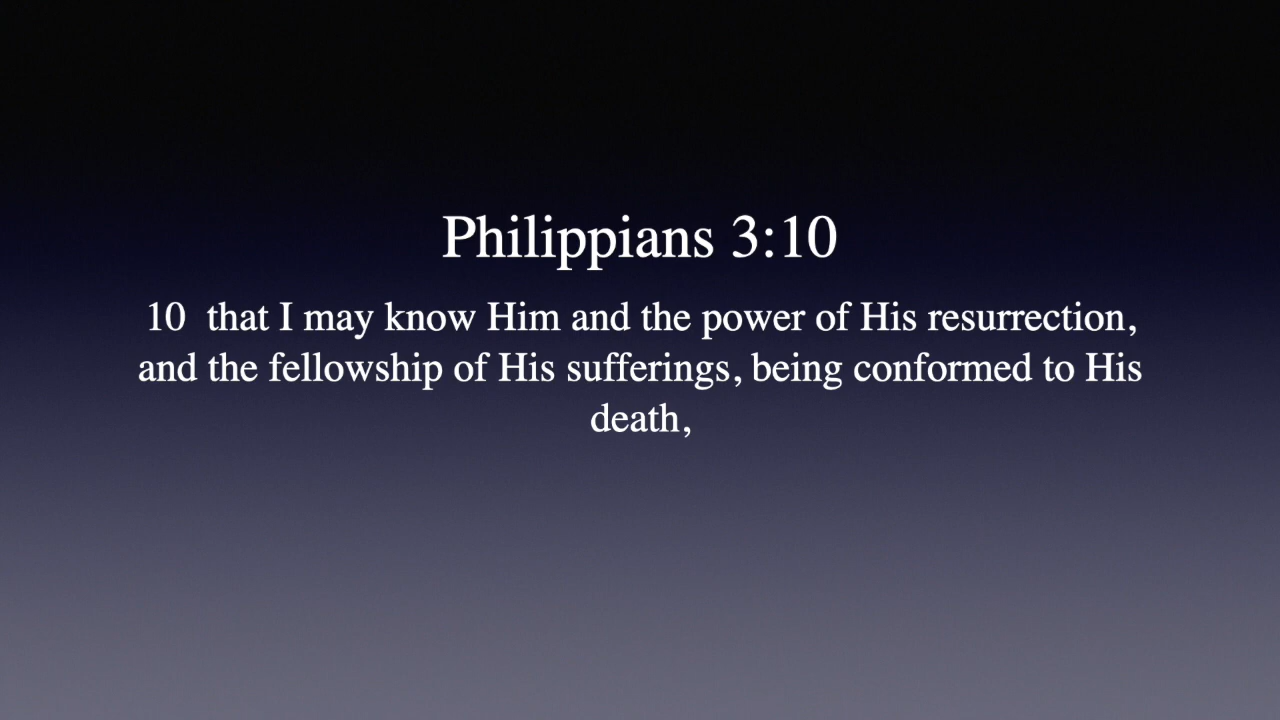 Philippians 3:10
10  that I may know Him and the power of His resurrection,
and the fellowship of His sufferings, being conformed to His
death,